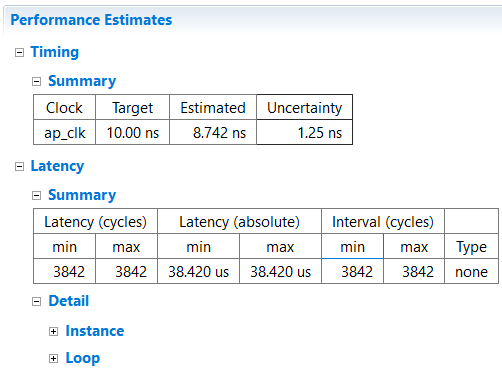 Performance Estimates
Timing
Summary
Clock Target Estimated Uncertainty
ap_clk 10.00 ns 8.742 ns 1.25 ns
Latency
Summary
Latency (cycles) Latency (absolute) Interval (cycles)
min max min max min max Type
3842 3842 38.420 us 38.420 us 3842 3842 none
Detail
Instance
Loop